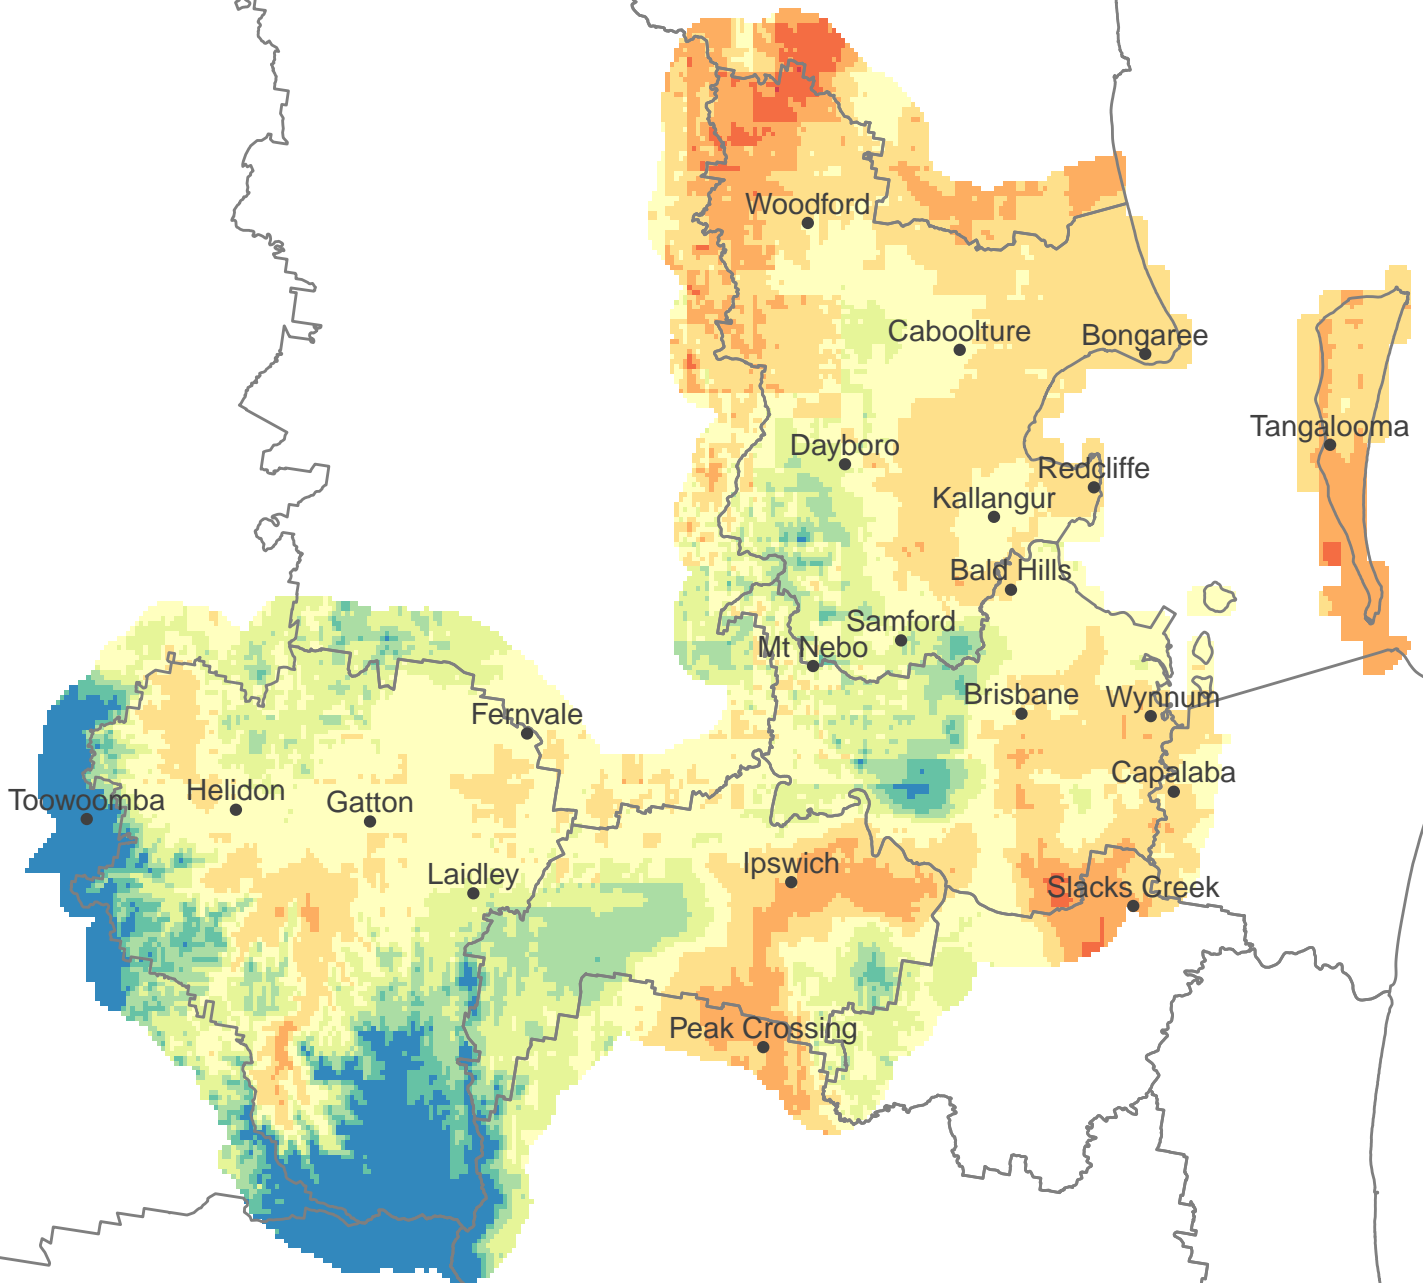 Woodford
Caboolture
Bongaree
Tangalooma
Dayboro
Redcliffe
Kallangur
Bald Hills
Samford
Mt Nebo
Brisbane
Wynnum
Fernvale
Capalaba
Toowoomba
Helidon
Gatton
Ipswich
Laidley
Slacks Creek
Peak Crossing